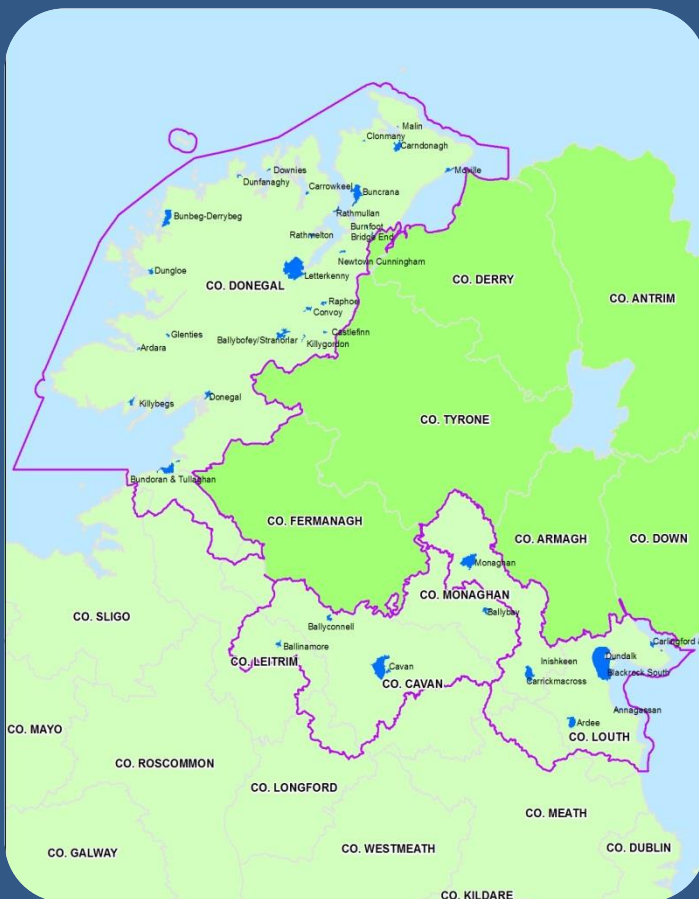 Malin
Clonmany
Carndonagh
Moville
Downies
Dunfanaghy
Carrowkeel
Buncrana
Rathmullan
Bunbeg-Derrybeg
Burnfoot
Rathmelton
Bridge End
Newtown Cunningham
Dungloe
Letterkenny
CO. DONEGAL
CO. DERRY
CO. ANTRIM
Raphoe
Convoy
Glenties
Castlefinn
Ballybofey/Stranorlar
Killygordon
Ardara
Donegal
Killybegs
CO. TYRONE
Bundoran & Tullaghan
CO. FERMANAGH
CO. ARMAGH
CO. DOWN
Monaghan
CO. MONAGHAN
Ballybay
CO. SLIGO
Ballyconnell
Carlingford
Ballinamore
Inishkeen
Dundalk
CO. LEITRIM
Cavan
Blackrock South
CO. CAVAN
Carrickmacross
Annagassan
Ardee
CO. MAYO
CO. LOUTH
CO. ROSCOMMON
CO. LONGFORD
CO. MEATH
CO. GALWAY
CO. WESTMEATH
CO. DUBLIN
CO. KILDARE